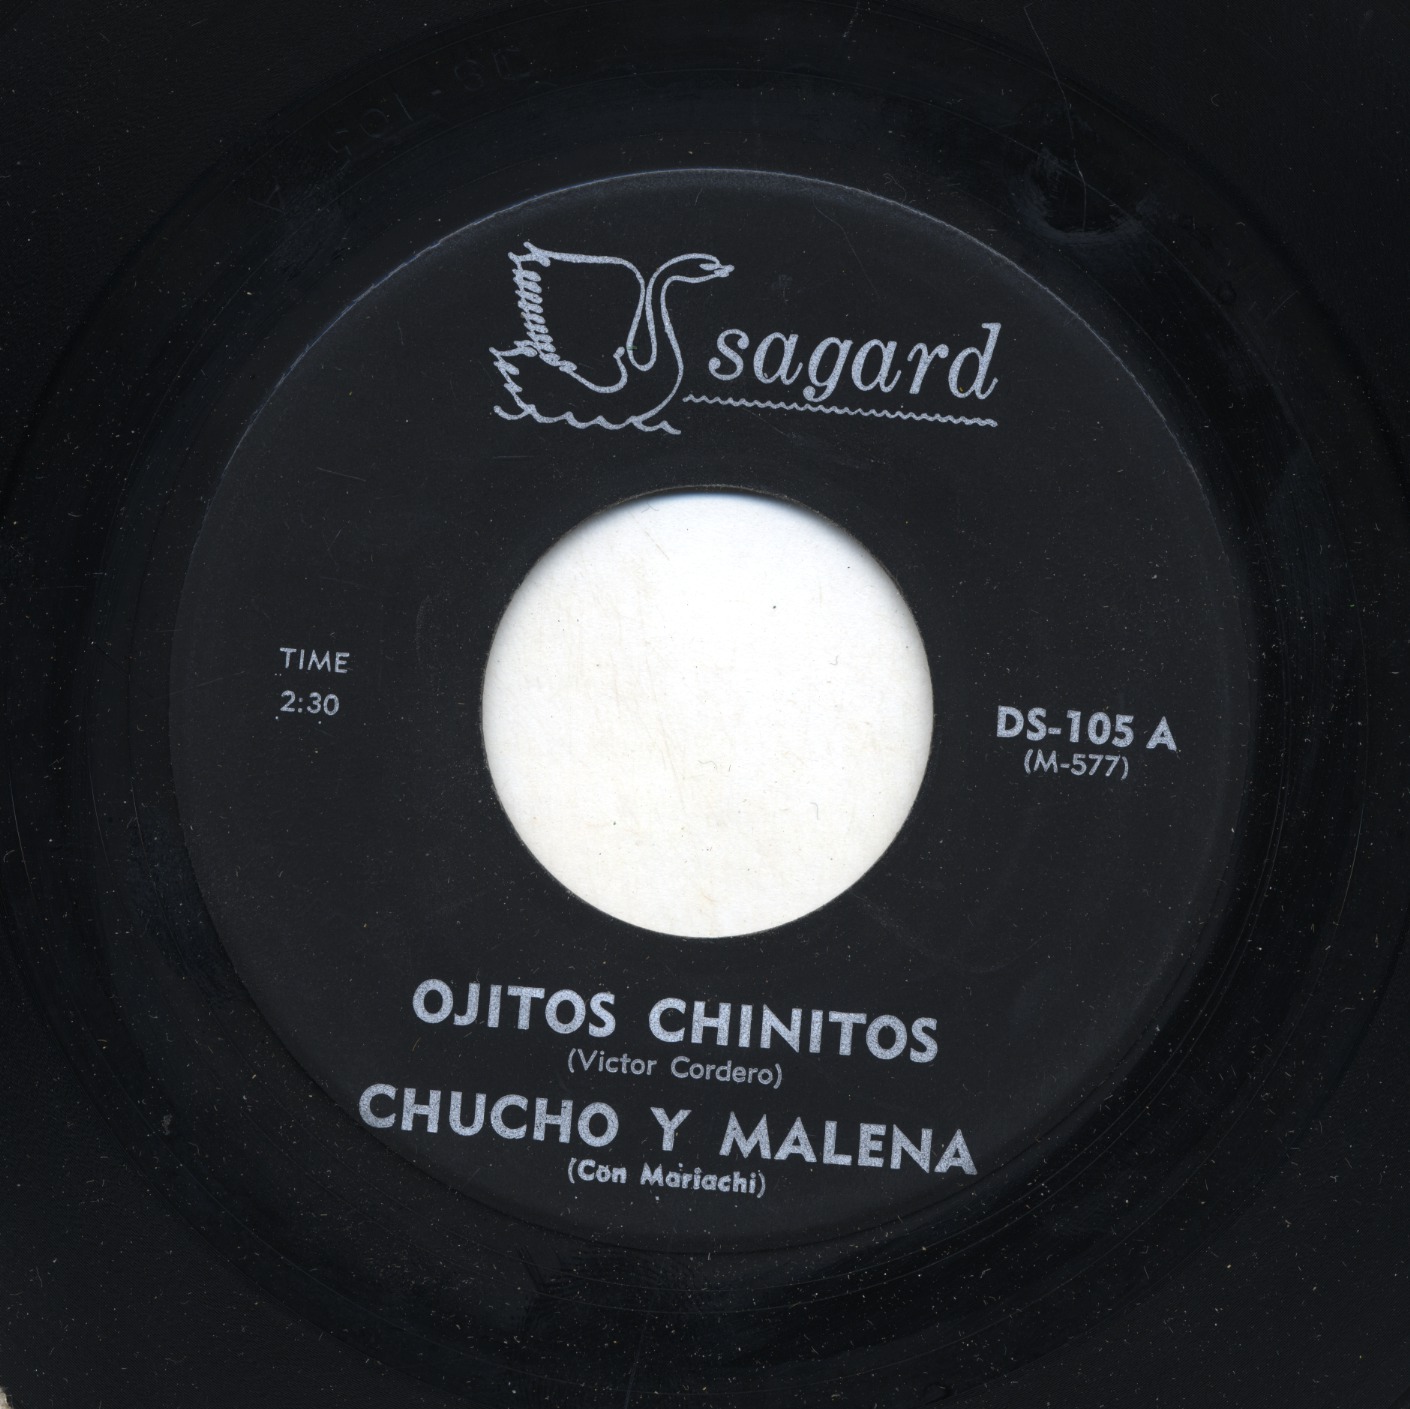 sagard
TIME
2:30
DS-105 A
(M-577)
OJITOS CHINITOS
(Victor Cordero)
CHUCHO Y MALENA
(Con Mariachi)